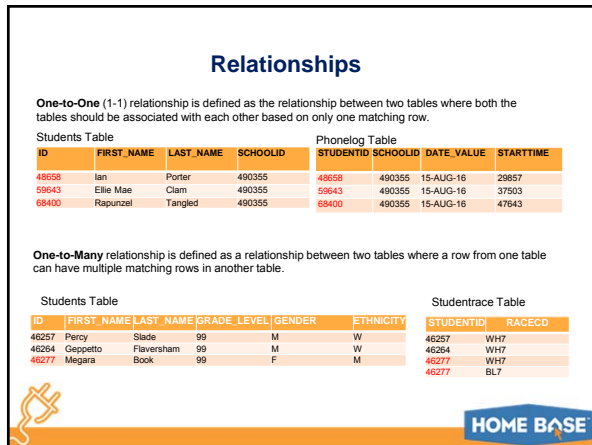 Relationships
One-to-One (1-1) relationship is defined as the relationship between two tables where both the
tables should be associated with each other based on only one matching row.
Students Table
ID FIRST_NAME LAST_NAME SCHOOLID
48658 Ian Porter 490355
59643 Ellie Mae Clam 490355
68400 Rapunzel Tangled 490355
Phonelog Table
STUDENTID SCHOOLID DATE_VALUE STARTTIME
48658 490355 15-AUG-16 29857
59643 490355 15-AUG-16 37503
68400 490355 15-AUG-16 47643
One-to-Many relationship is defined as a relationship between two tables where a row from one table
can have multiple matching rows in another table.
Students Table
ID FIRST_NAME LAST_NAME GRADE_LEVEL GENDER ETHNICITY
46257 Percy Slade 99 M W
46264 Geppetto Flaversham 99 M W
46277 Megara Book 99 F M
Studentrace Table
STUDENTID RACECD
46257 WH7
46264 WH7
46277 WH7
46277 BL7
HOME BASE